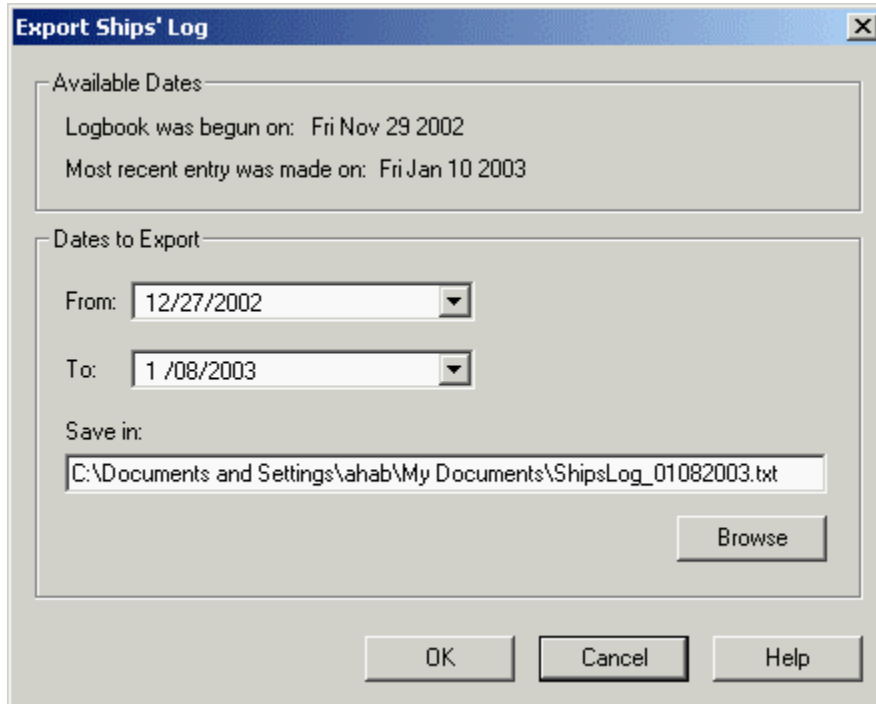 Export Ships' Log
Available Dates
Logbook was begun on: Fri Nov 29 2002
Most recent entry was made on: Fri Jan 10 2003
Dates to Export
From: 12/27/2002
To: 1 /08/2003
Save in:
C:\Documents and Settings\ahab\My Documents\ShipsLog_01082003.txt
Browse
OK Cancel Help